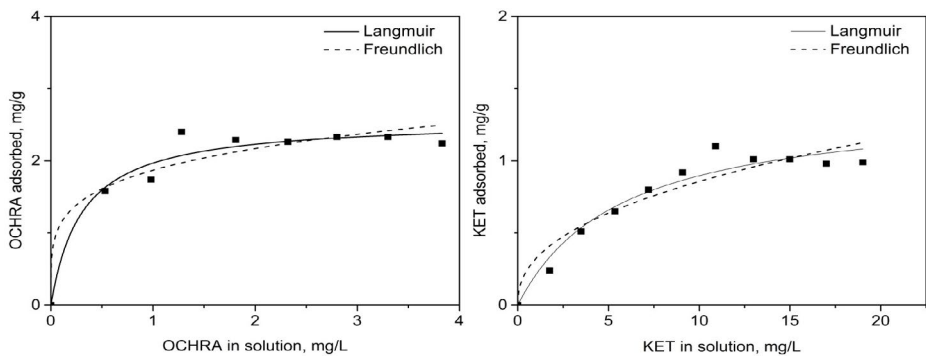 4
2
0
OCHRA adsorbed, mg/g
Langmuir
Freundlich
0
1
2
3
4
OCHRA in solution, mg/L
2
1
0
KET adsorbed, mg/g
Langmuir
Freundlich
0
5
10
15
20
KET in solution, mg/L